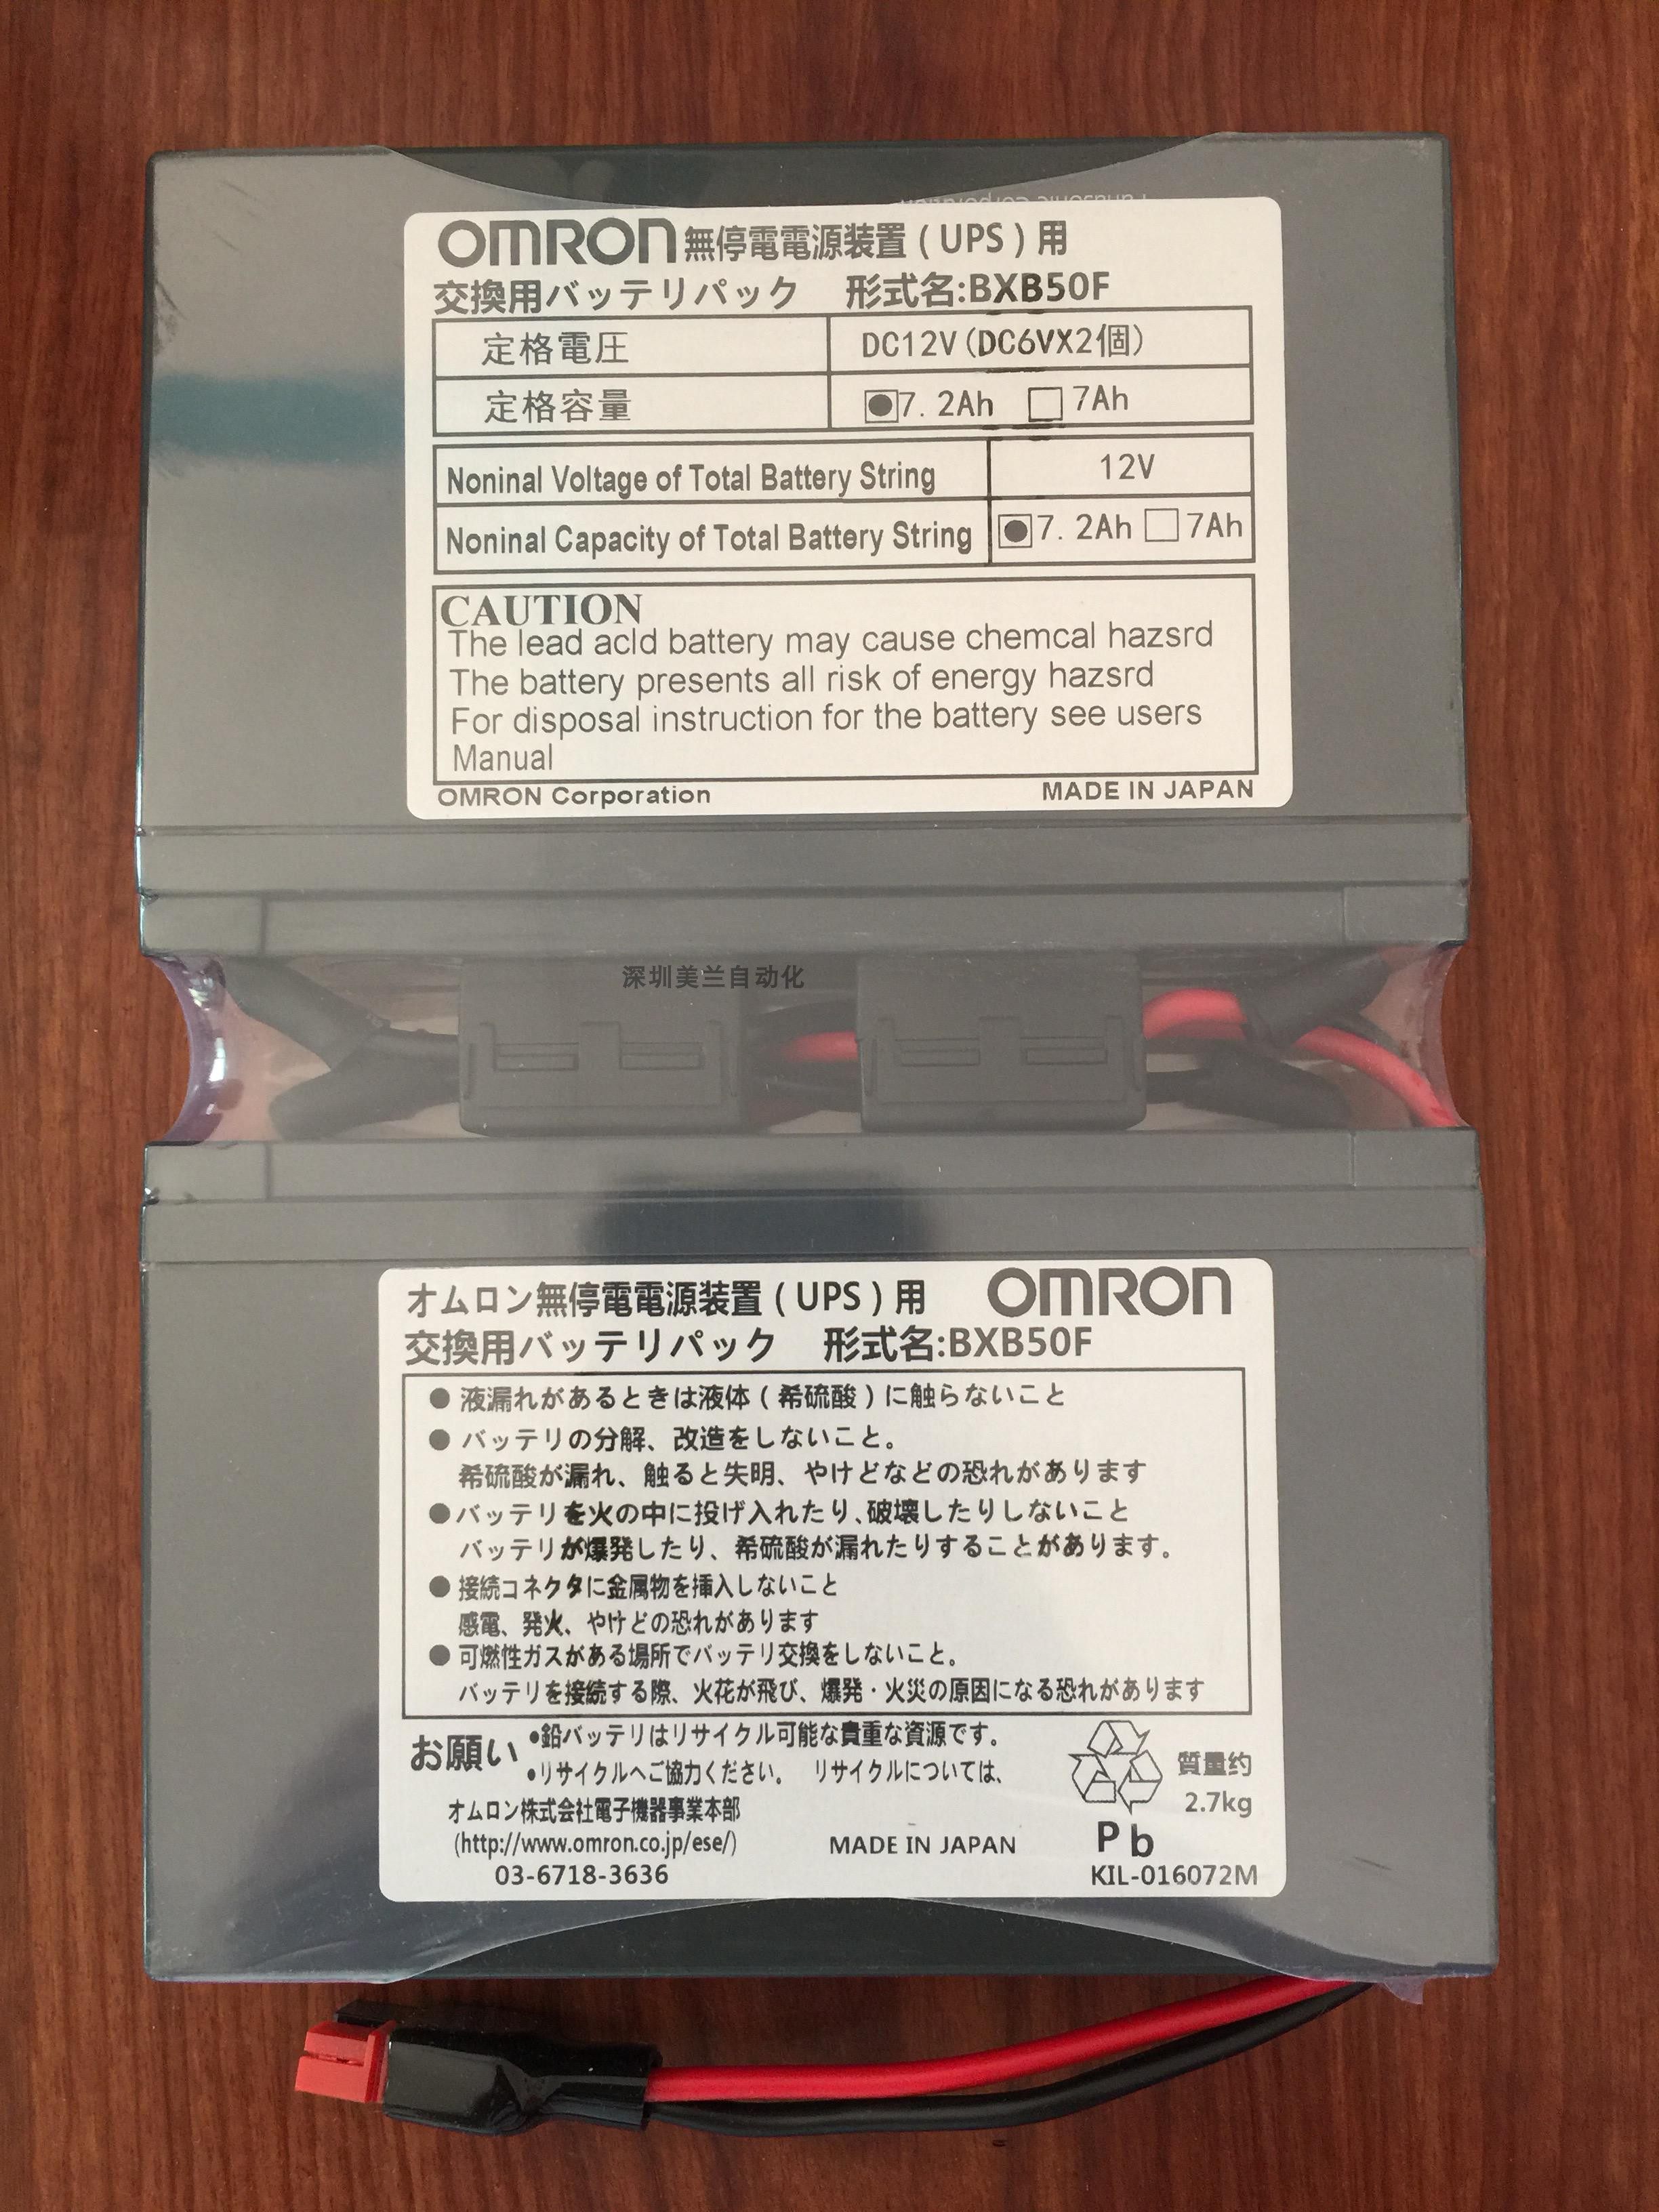 OMRON 無停電電源装置(UPS)用
交換用バッテリパック 形式名:BXB50F
定格電圧 DC12V(DC6VX2個)
定格容量 7.2Ah 7Ah
Noninal Voltage of Total Battery String 12V
Noninal Capacity of Total Battery String 7.2Ah 7Ah
CAUTION
The lead acld battery may cause chemcal hazsrd
The battery presents all risk of energy hazsrd
For disposal instruction for the battery see users
Manual
OMRON Corporation MADE IN JAPAN
深圳美兰自动化
オムロン無停電電源装置(UPS)用 OMRON
交換用バッテリパック 形式名:BXB50F
● 液漏れがあるときは液体(希硫酸)に触らないこと
● バッテリの分解、改造をしないこと。
希硫酸が漏れ、触ると失明、やけどなどの恐れがあります
●バッテリを火の中に投げ入れたり、破壊したりしないこと
バッテリが爆発したり、希硫酸が漏れたりすることがあります。
● 接続コネクタに金属物を挿入しないこと
感電、発火、やけどの恐れがあります
● 可燃性ガスがある場所でバッテリ交換をしないこと。
バッテリを接続する際、火花が飛び、爆発・火災の原因になる恐れがあります
お願い •鉛バッテリはリサイクル可能な貴重な資源です。
•リサイクルへご協力ください。 リサイクルについては、
オムロン株式会社電子機器事業本部
(http://www.omron.co.jp/ese/)
03-6718-3636
MADE IN JAPAN
質量约
2.7kg
Pb
KIL-016072M